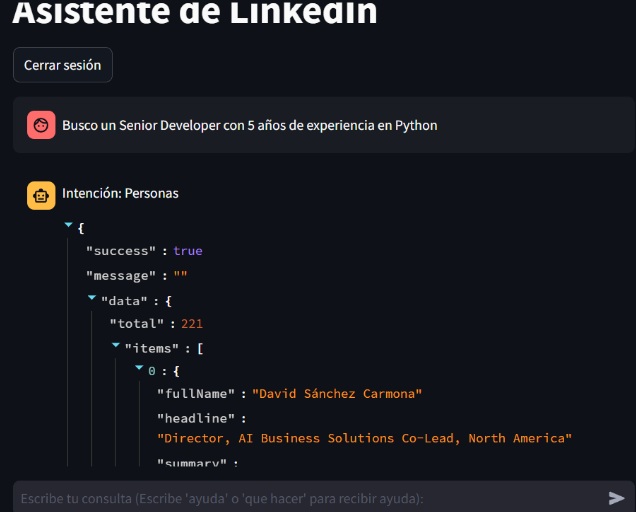 Asistente de LinkedIn
Cerrar sesión
Busco un Senior Developer con 5 años de experiencia en Python
Intención: Personas
{
"success" : true
"message" : ""
"data" : {
"total" : 221
"items" : [
0 : {
"fullName" : "David Sánchez Carmona"
"headline" :
"Director, AI Business Solutions Co-Lead, North America"
"summary" :
Escribe tu consulta (Escribe 'ayuda' o 'que hacer' para recibir ayuda):